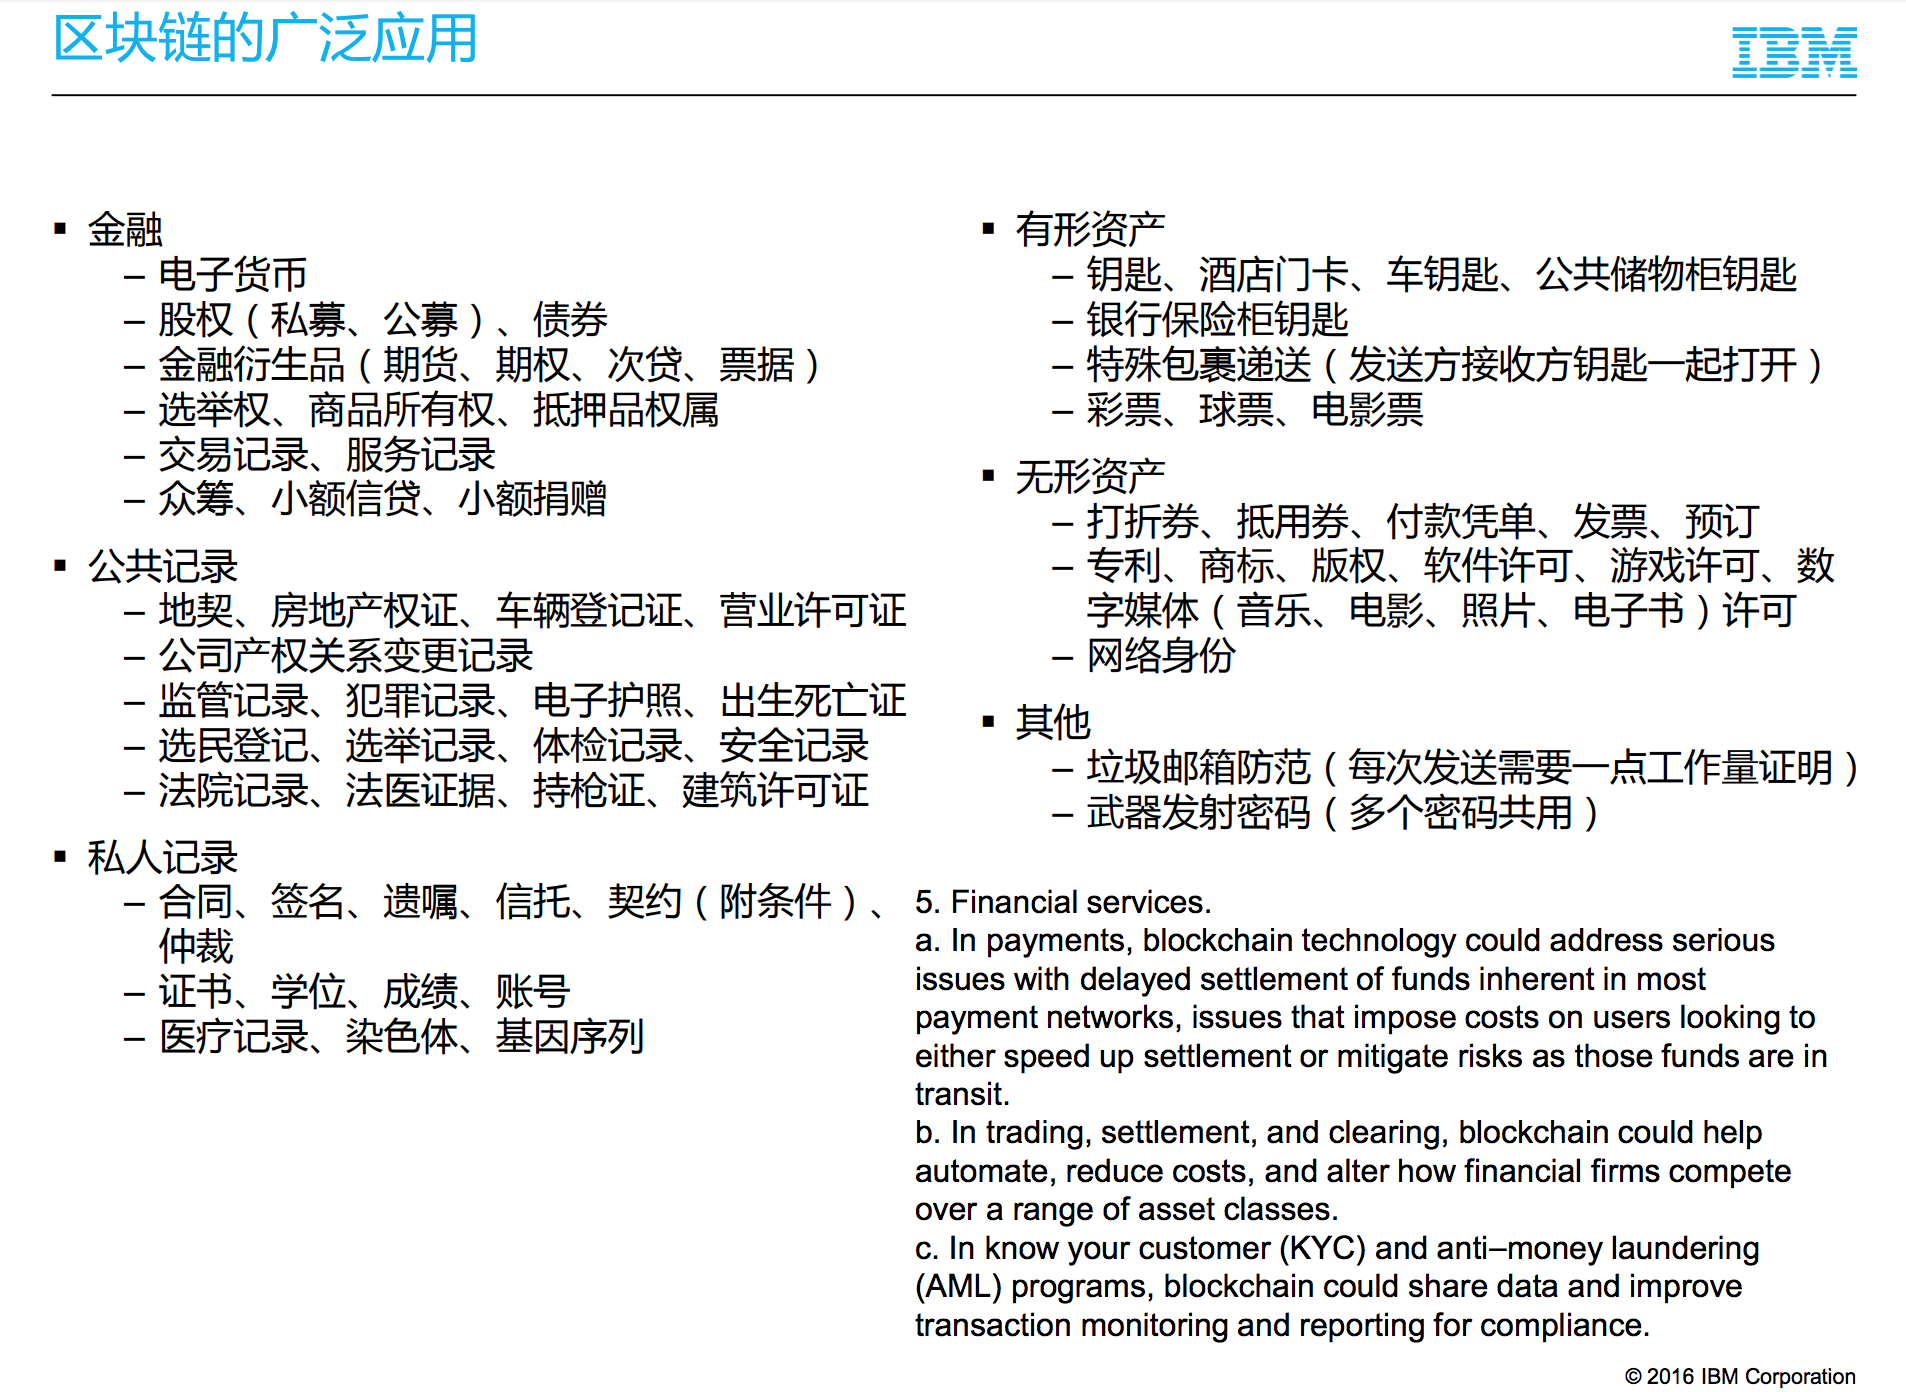 区块链的广泛应用
IBM
▪ 金融
– 电子货币
– 股权（私募、公募）、债券
– 金融衍生品（期货、期权、次贷、票据）
– 选举权、商品所有权、抵押品权属
– 交易记录、服务记录
– 众筹、小额信贷、小额捐赠
▪ 公共记录
– 地契、房地产权证、车辆登记证、营业许可证
– 公司产权关系变更记录
– 监管记录、犯罪记录、电子护照、出生死亡证
– 选民登记、选举记录、体检记录、安全记录
– 法院记录、法医证据、持枪证、建筑许可证
▪ 私人记录
– 合同、签名、遗嘱、信托、契约（附条件）、
仲裁
– 证书、学位、成绩、账号
– 医疗记录、染色体、基因序列
▪ 有形资产
– 钥匙、酒店门卡、车钥匙、公共储物柜钥匙
– 银行保险柜钥匙
– 特殊包裹递送（发送方接收方钥匙一起打开）
– 彩票、球票、电影票
▪ 无形资产
– 打折券、抵用券、付款凭单、发票、预订
– 专利、商标、版权、软件许可、游戏许可、数
字媒体（音乐、电影、照片、电子书）许可
– 网络身份
▪ 其他
– 垃圾邮箱防范（每次发送需要一点工作量证明）
– 武器发射密码（多个密码共用）
5. Financial services.
a. In payments, blockchain technology could address serious
issues with delayed settlement of funds inherent in most
payment networks, issues that impose costs on users looking to
either speed up settlement or mitigate risks as those funds are in
transit.
b. In trading, settlement, and clearing, blockchain could help
automate, reduce costs, and alter how financial firms compete
over a range of asset classes.
c. In know your customer (KYC) and anti–money laundering
(AML) programs, blockchain could share data and improve
transaction monitoring and reporting for compliance.
© 2016 IBM Corporation